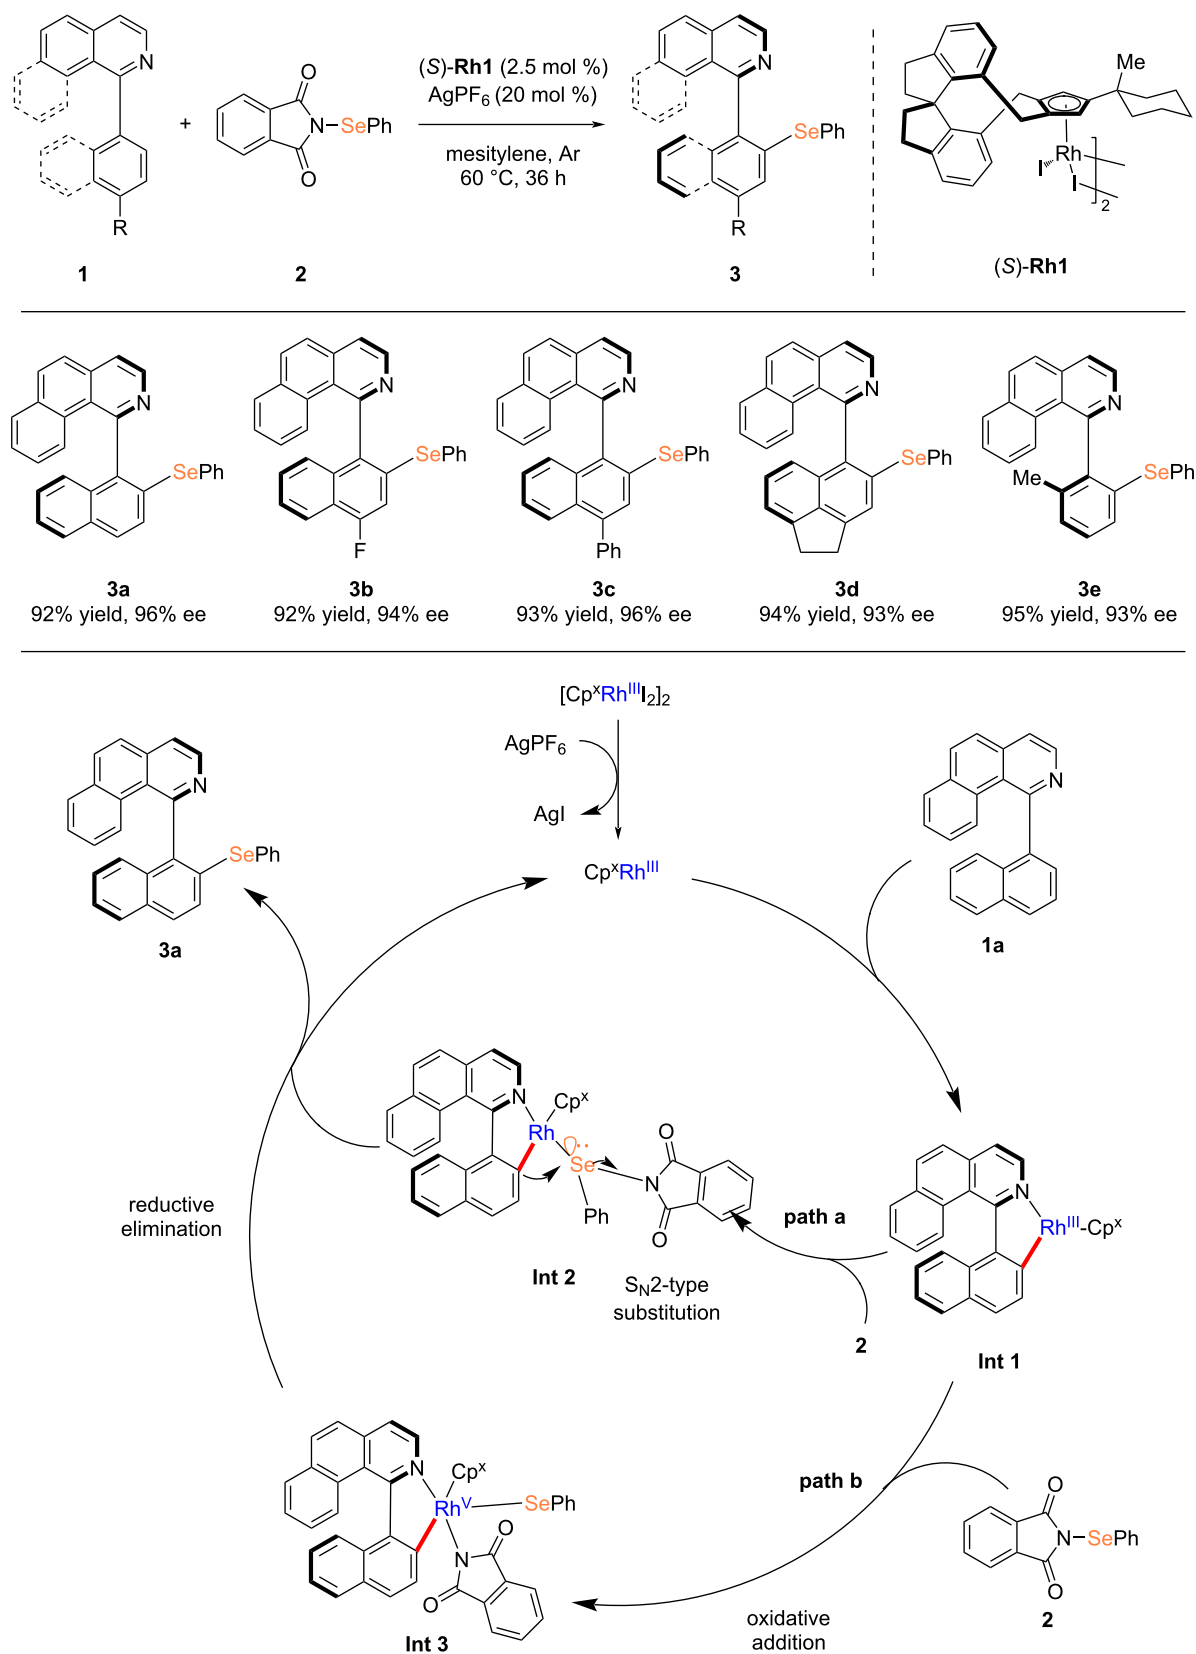 N
R
1
+
O
N
SePh
O
2
(S)-Rh1 (2.5 mol %)
AgPF6 (20 mol %)
mesitylene, Ar
60 °C, 36 h
N
SePh
R
3
Me
Rh
I
I
2
(S)-Rh1
N
SePh
3a
92% yield, 96% ee
N
SePh
F
3b
92% yield, 94% ee
N
SePh
Ph
3c
93% yield, 96% ee
N
SePh
3d
94% yield, 93% ee
N
Me
SePh
3e
95% yield, 93% ee
[CpxRhIIII2]2
AgPF6
AgI
CpxRhIII
N
SePh
3a
N
1a
N
Cpx
Rh
Se
Ph
O
N
O
Int 2
path a
SN2-type
substitution
2
N
RhIII-Cpx
Int 1
reductive
elimination
N
Cpx
RhV
SePh
O
N
O
Int 3
path b
O
N
SePh
O
2
oxidative
addition